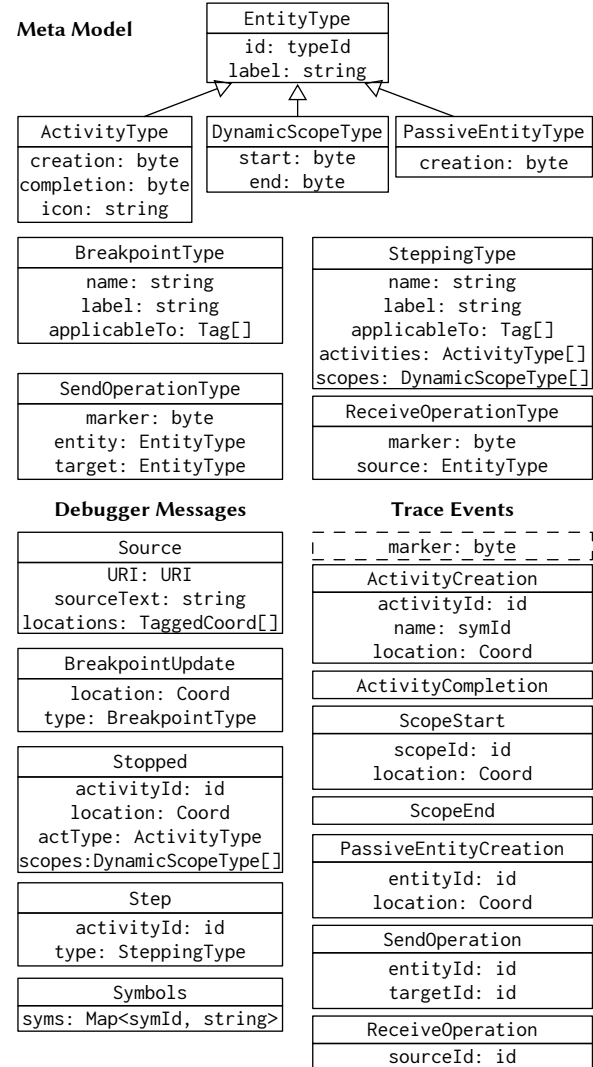 Meta Model
EntityType
id: typeId
label: string
ActivityType
creation: byte
completion: byte
icon: string
DynamicScopeType
start: byte
end: byte
PassiveEntityType
creation: byte
BreakpointType
name: string
label: string
applicableTo: Tag[]
SteppingType
name: string
label: string
applicableTo: Tag[]
activities: ActivityType[]
scopes: DynamicScopeType[]
SendOperationType
marker: byte
entity: EntityType
target: EntityType
ReceiveOperationType
marker: byte
source: EntityType
Debugger Messages
Source
URI: URI
sourceText: string
locations: TaggedCoord[]
BreakpointUpdate
location: Coord
type: BreakpointType
Stopped
activityId: id
location: Coord
actType: ActivityType
scopes:DynamicScopeType[]
Step
activityId: id
type: SteppingType
Symbols
syms: Map<symId, string>
Trace Events
marker: byte
ActivityCreation
activityId: id
name: symId
location: Coord
ActivityCompletion
ScopeStart
scopeId: id
location: Coord
ScopeEnd
PassiveEntityCreation
entityId: id
location: Coord
SendOperation
entityId: id
targetId: id
ReceiveOperation
sourceId: id